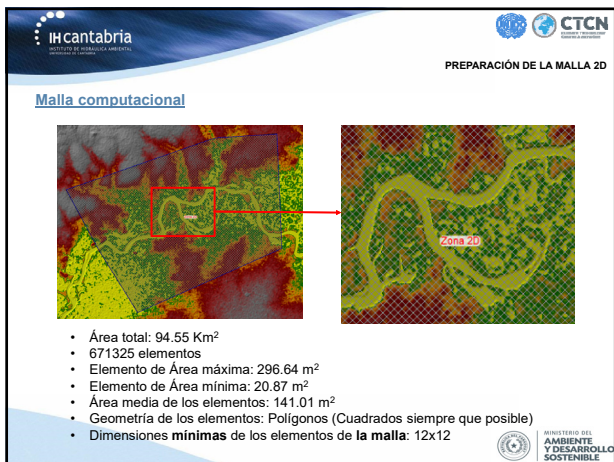 IHcantabria
INSTITUTO DE HIDRÁULICA AMBIENTAL
UNIVERSIDAD DE CANTABRIA
CTCN
PREPARACIÓN DE LA MALLA 2D
Malla computacional
Zona 2D
• Área total: 94.55 Km²
• 671325 elementos
• Elemento de Área máxima: 296.64 m²
• Elemento de Área mínima: 20.87 m²
• Área media de los elementos: 141.01 m²
• Geometría de los elementos: Polígonos (Cuadrados siempre que posible)
• Dimensiones mínimas de los elementos de la malla: 12x12
MINISTERIO DEL
AMBIENTE
Y DESARROLLO
SOSTENIBLE